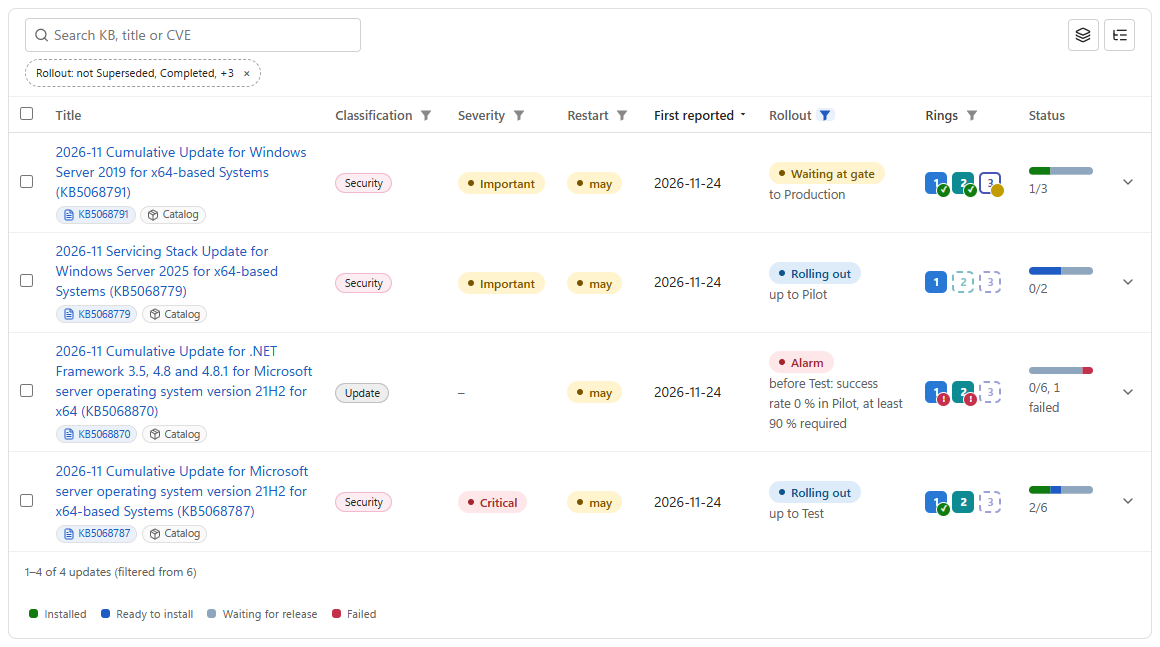 Search KB, title or CVE
Rollout: not Superseded, Completed, +3 ×
Title Classification Severity Restart First reported Rollout Rings Status
2026-11 Cumulative Update for Windows
Server 2019 for x64-based Systems
(KB5068791)
KB5068791 Catalog
Security
Important
may
2026-11-24
Waiting at gate
to Production
1 2 3
1/3
2026-11 Servicing Stack Update for
Windows Server 2025 for x64-based
Systems (KB5068779)
KB5068779 Catalog
Security
Important
may
2026-11-24
Rolling out
up to Pilot
1 2 3
0/2
2026-11 Cumulative Update for .NET
Framework 3.5, 4.8 and 4.8.1 for Microsoft
server operating system version 21H2 for
x64 (KB5068870)
KB5068870 Catalog
Update
–
may
2026-11-24
Alarm
before Test: success
rate 0 % in Pilot, at least
90 % required
1 2 3
0/6, 1
failed
2026-11 Cumulative Update for Microsoft
server operating system version 21H2 for
x64-based Systems (KB5068787)
KB5068787 Catalog
Security
Critical
may
2026-11-24
Rolling out
up to Test
1 2 3
2/6
1–4 of 4 updates (filtered from 6)
Installed Ready to install Waiting for release Failed